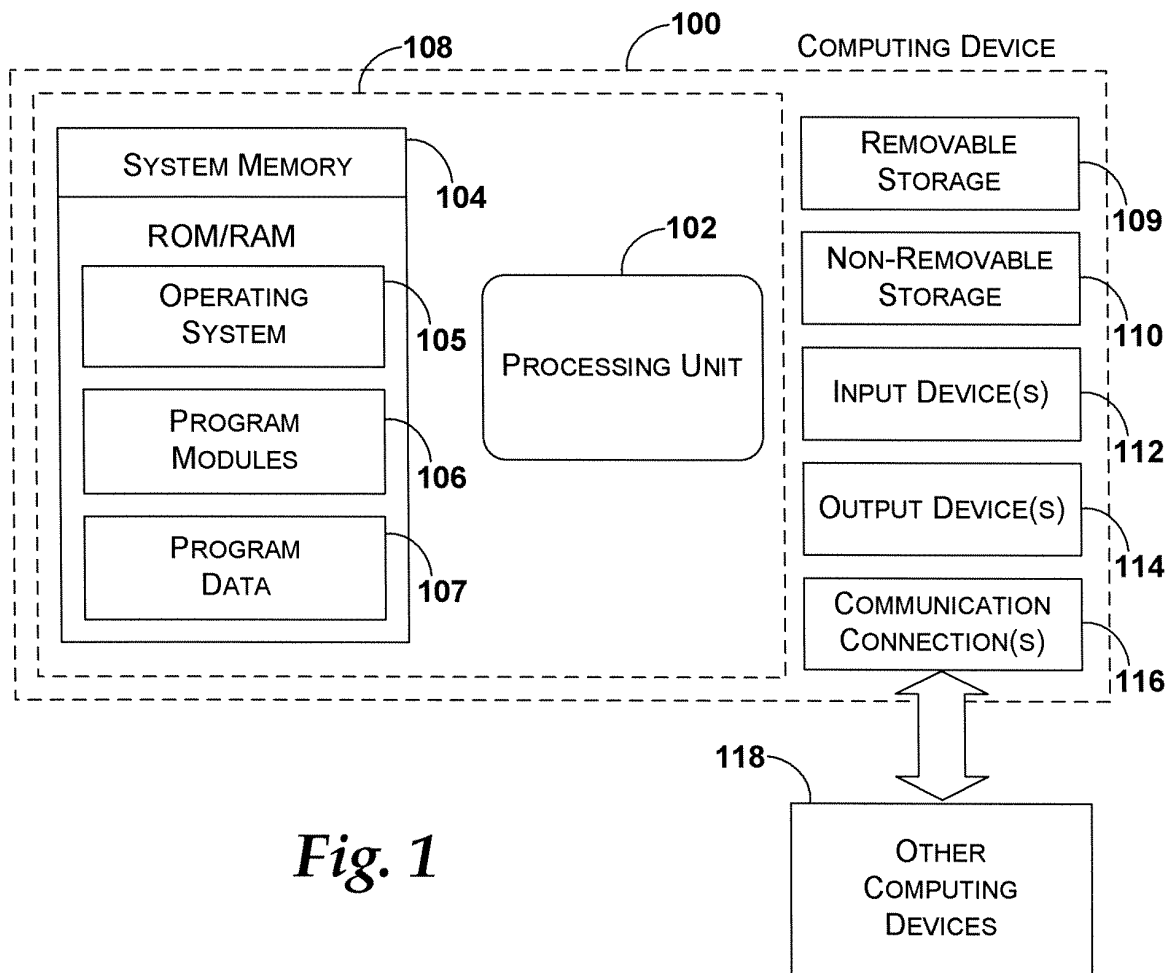 100
COMPUTING DEVICE
108
SYSTEM MEMORY
104
ROM/RAM
OPERATING
SYSTEM
105
PROGRAM
MODULES
106
PROGRAM
DATA
107
102
PROCESSING UNIT
REMOVABLE
STORAGE
109
NON-REMOVABLE
STORAGE
110
INPUT DEVICE(S)
112
OUTPUT DEVICE(S)
114
COMMUNICATION
CONNECTION(S)
116
118
OTHER
COMPUTING
DEVICES
Fig. 1